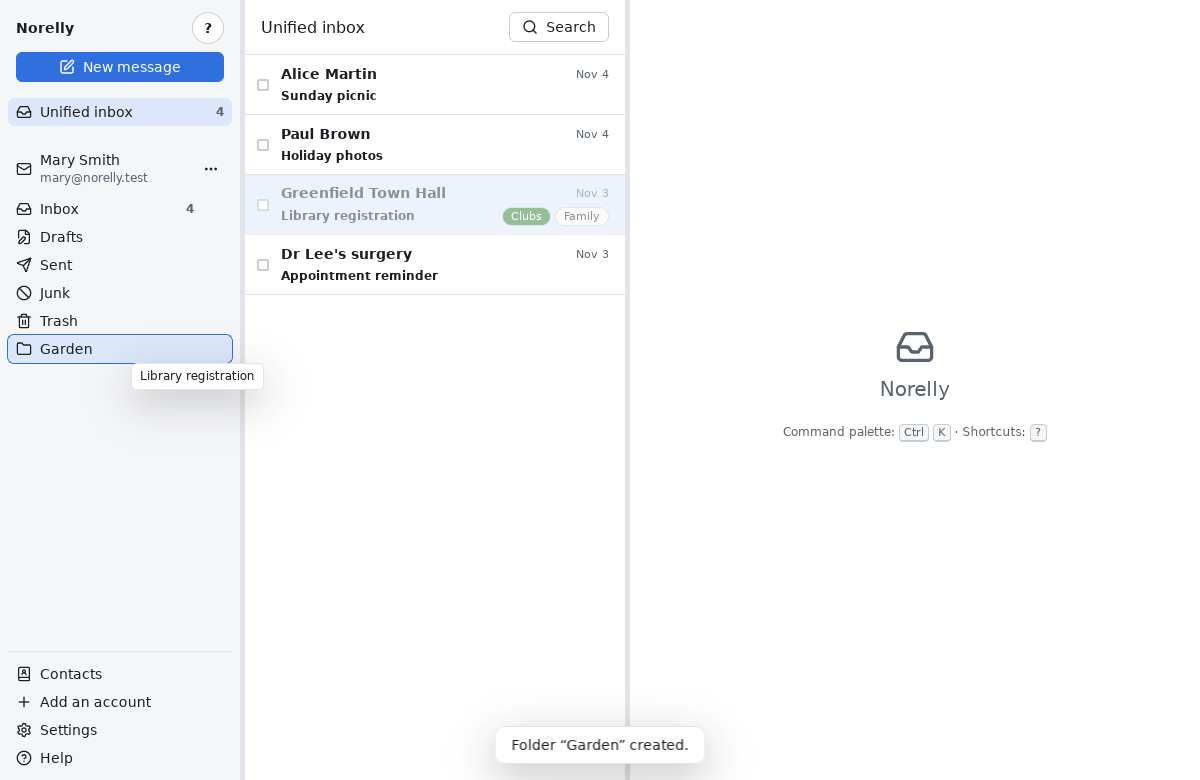 Norelly
?
New message
Unified inbox 4
Mary Smith
mary@norelly.test
Inbox 4
Drafts
Sent
Junk
Trash
Garden
Library registration
Contacts
Add an account
Settings
Help
Unified inbox
Search
Alice Martin Nov 4
Sunday picnic
Paul Brown Nov 4
Holiday photos
Greenfield Town Hall Nov 3
Library registration Clubs Family
Dr Lee's surgery Nov 3
Appointment reminder
Norelly
Command palette: Ctrl K · Shortcuts: ?
Folder “Garden” created.